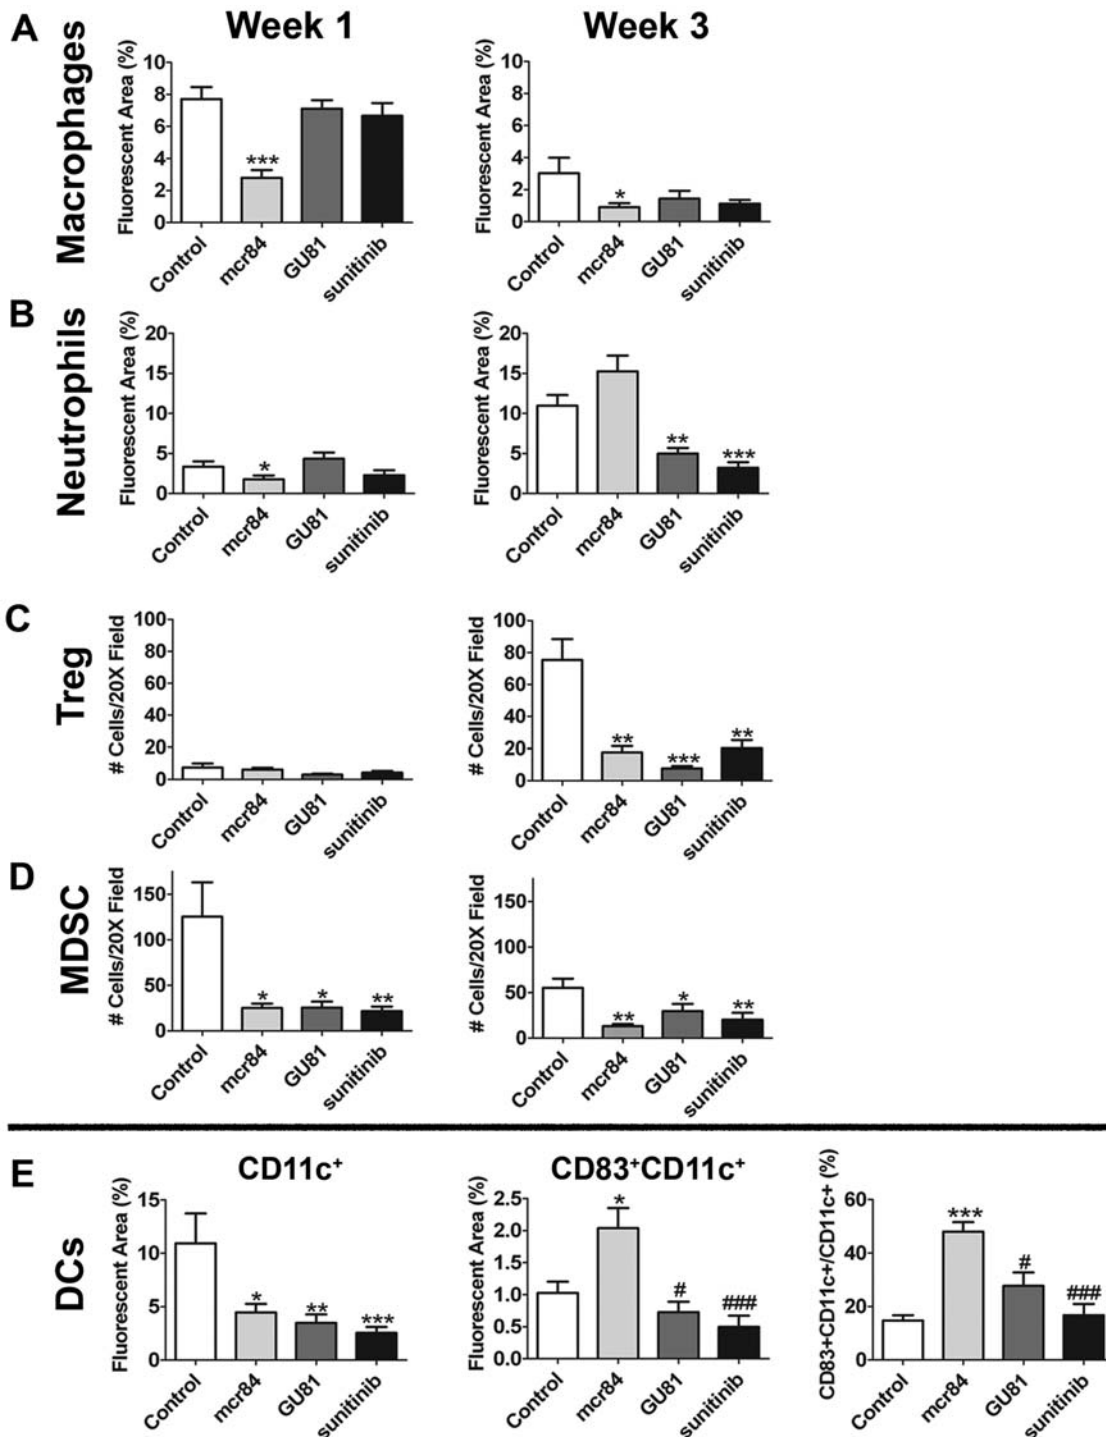 A
Week 1
Week 3
Macrophages
Fluorescent Area (%)
10
8
6
4
2
0
***
Control
mcr84
GU81
sunitinib
Fluorescent Area (%)
10
8
6
4
2
0
*
Control
mcr84
GU81
sunitinib
B
Neutrophils
Fluorescent Area (%)
20
15
10
5
0
*
Control
mcr84
GU81
sunitinib
Fluorescent Area (%)
20
15
10
5
0
**
***
Control
mcr84
GU81
sunitinib
C
Treg
# Cells/20X Field
100
80
60
40
20
0
Control
mcr84
GU81
sunitinib
# Cells/20X Field
100
80
60
40
20
0
**
***
**
Control
mcr84
GU81
sunitinib
D
MDSC
# Cells/20X Field
150
100
50
0
*
*
**
Control
mcr84
GU81
sunitinib
# Cells/20X Field
150
100
50
0
**
*
**
Control
mcr84
GU81
sunitinib
E
DCs
CD11c⁺
Fluorescent Area (%)
15
10
5
0
*
**
***
Control
mcr84
GU81
sunitinib
CD83⁺CD11c⁺
Fluorescent Area (%)
2.5
2.0
1.5
1.0
0.5
0.0
*
#
###
Control
mcr84
GU81
sunitinib
CD83+CD11c+/CD11c+ (%)
60
40
20
0
***
#
###
Control
mcr84
GU81
sunitinib